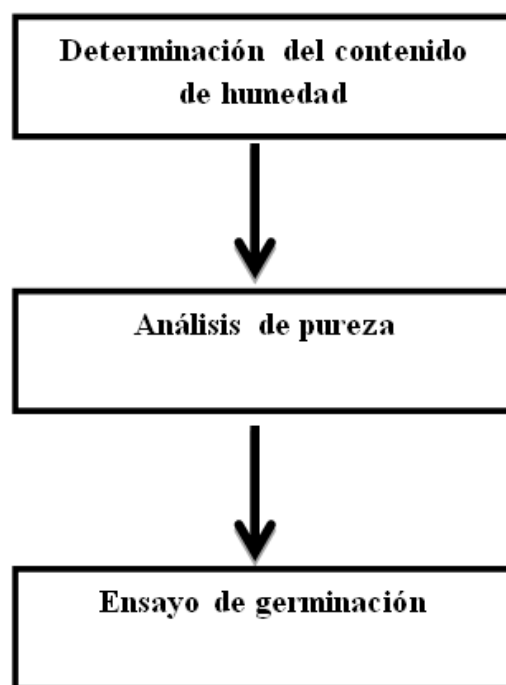 Determinación del contenido
de humedad
Análisis de pureza
Ensayo de germinación